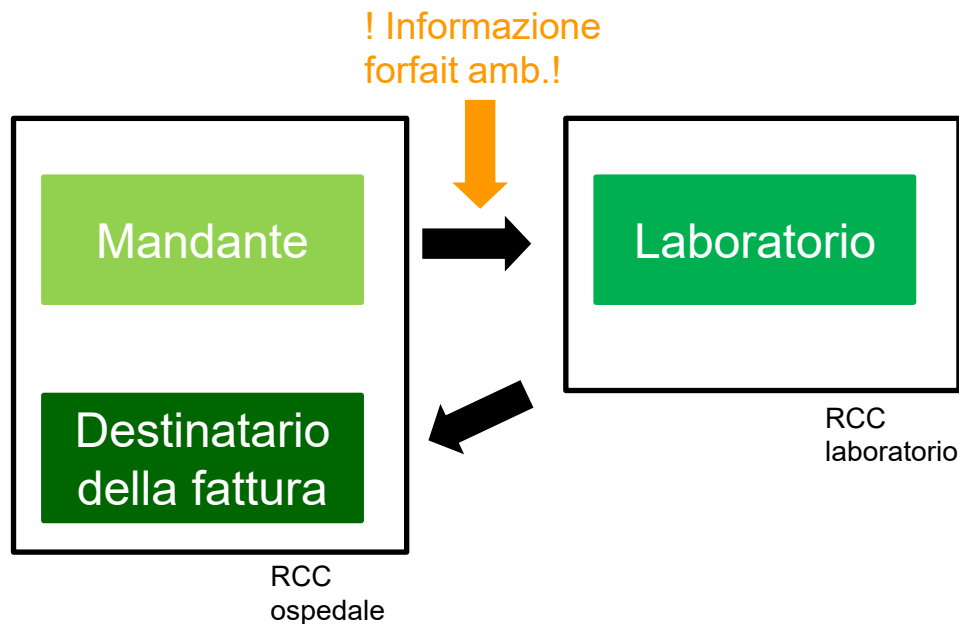 ! Informazione
forfait amb.!
Mandante
Laboratorio
Destinatario
della fattura
RCC
laboratorio
RCC
ospedale